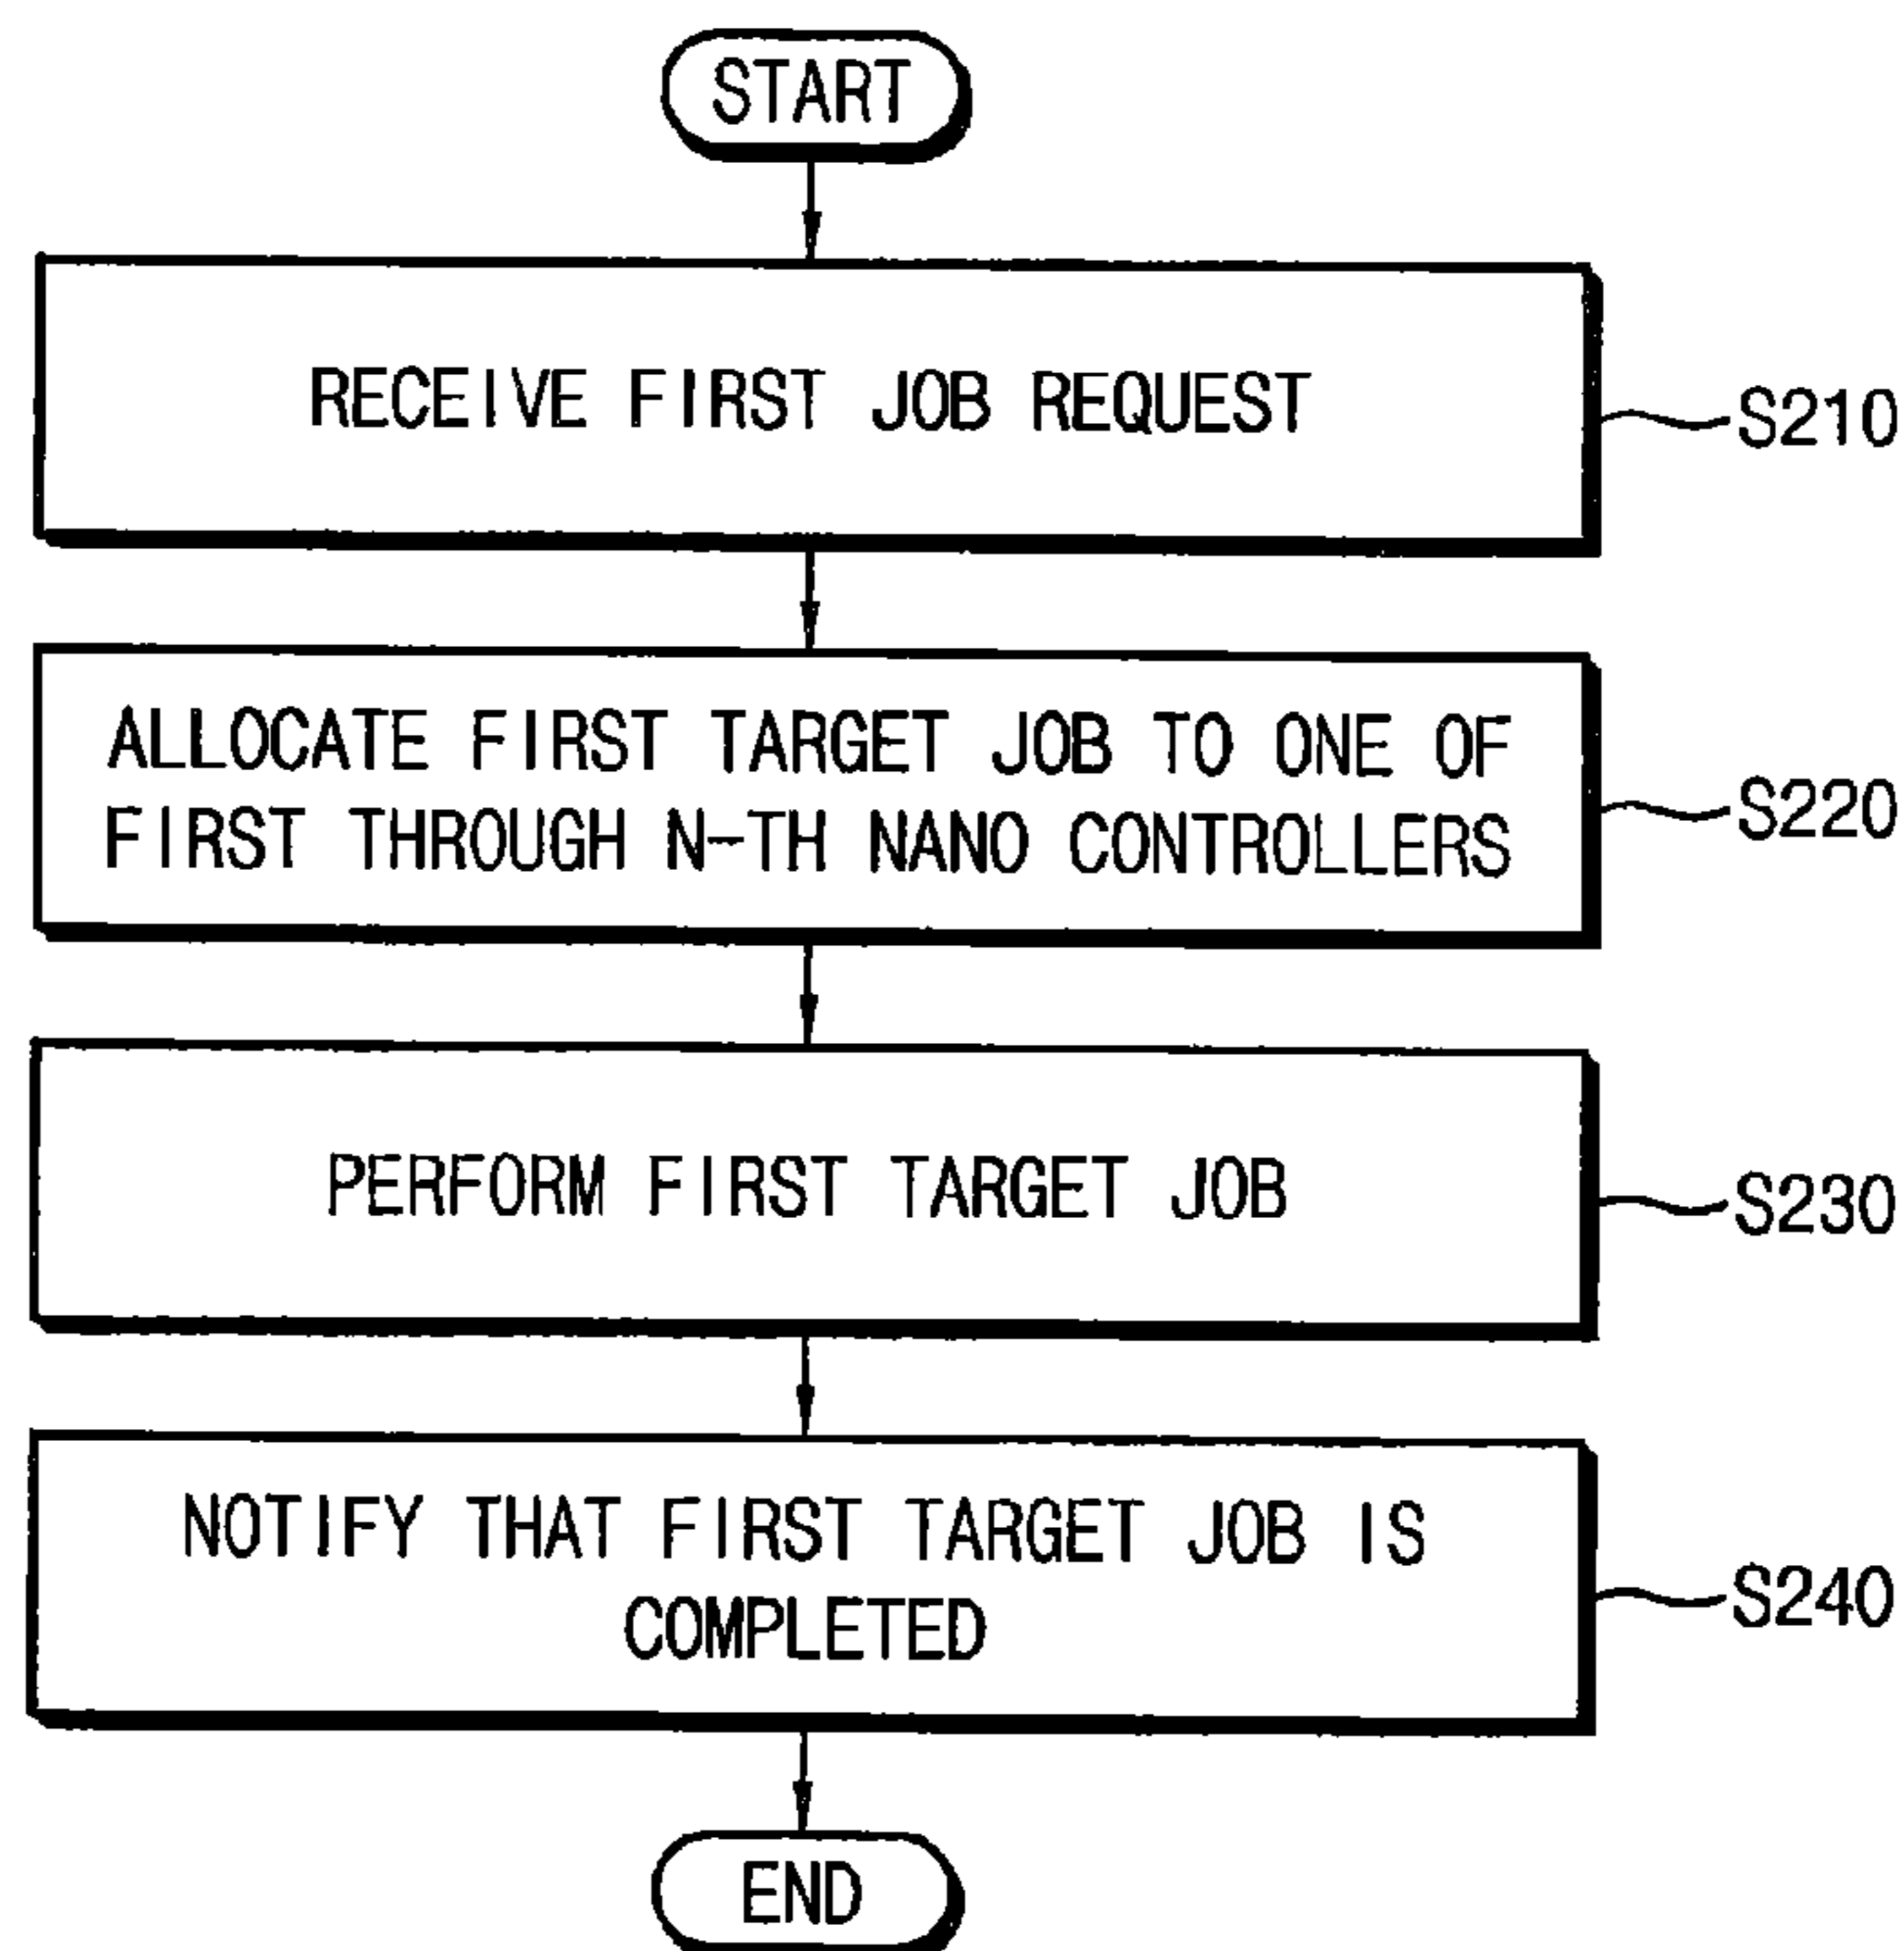 START
RECEIVE FIRST JOB REQUEST
S210
ALLOCATE FIRST TARGET JOB TO ONE OF
FIRST THROUGH N-TH NANO CONTROLLERS
S220
PERFORM FIRST TARGET JOB
S230
NOTIFY THAT FIRST TARGET JOB IS
COMPLETED
S240
END